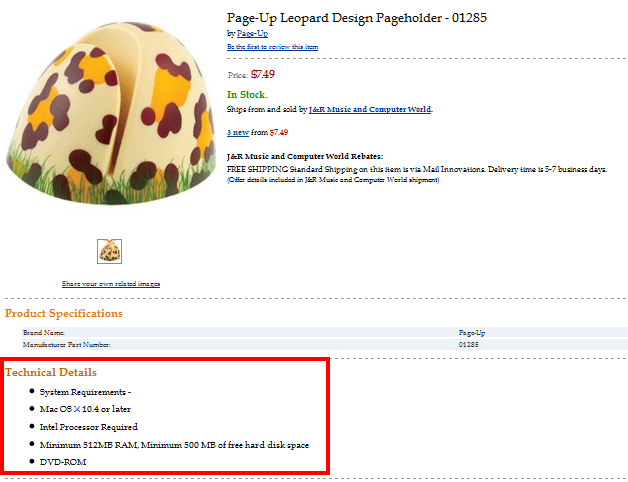 Page-Up Leopard Design Pageholder - 01285
by Page-Up
Be the first to review this item
Price: $7.49
In Stock.
Ships from and sold by J&R Music and Computer World.
3 new from $7.49
J&R Music and Computer World Rebates:
FREE SHIPPING Standard Shipping on this item is via Mail Innovations. Delivery time is 5-7 business days.
(Offer details included in J&R Music and Computer World shipment)
Share your own related images
Product Specifications
Brand Name: Page-Up
Manufacturer Part Number: 01285
Technical Details
• System Requirements -
• Mac OS X 10.4 or later
• Intel Processor Required
• Minimum 512MB RAM, Minimum 500 MB of free hard disk space
• DVD-ROM